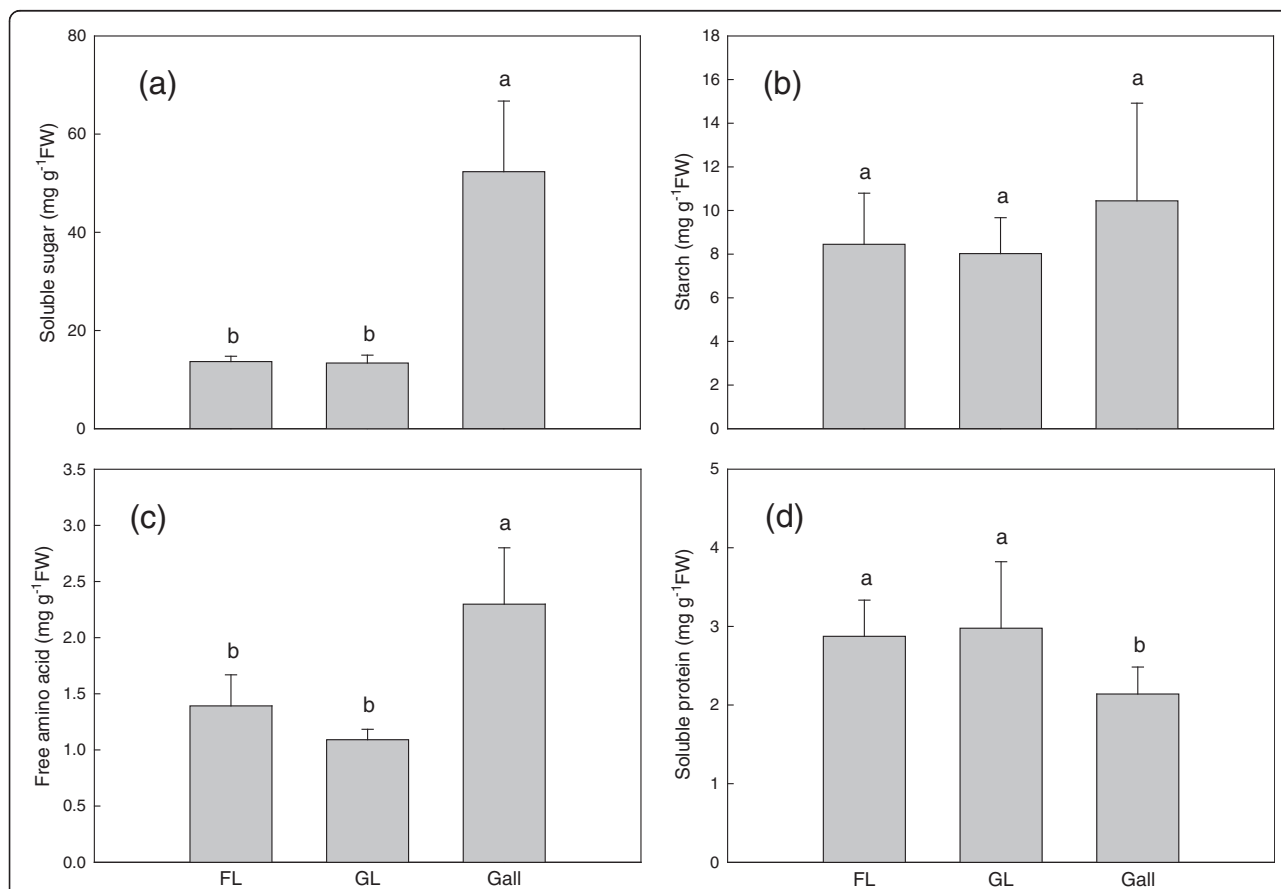 (a)
Soluble sugar (mg g⁻¹FW)
80
60
40
20
0
b
b
a
(b)
Starch (mg g⁻¹FW)
18
16
14
12
10
8
6
4
2
0
a
a
a
(c)
Free amino acid (mg g⁻¹FW)
3.5
3.0
2.5
2.0
1.5
1.0
0.5
0.0
b
b
a
FL GL Gall
(d)
Soluble protein (mg g⁻¹FW)
5
4
3
2
1
0
a
a
b
FL GL Gall